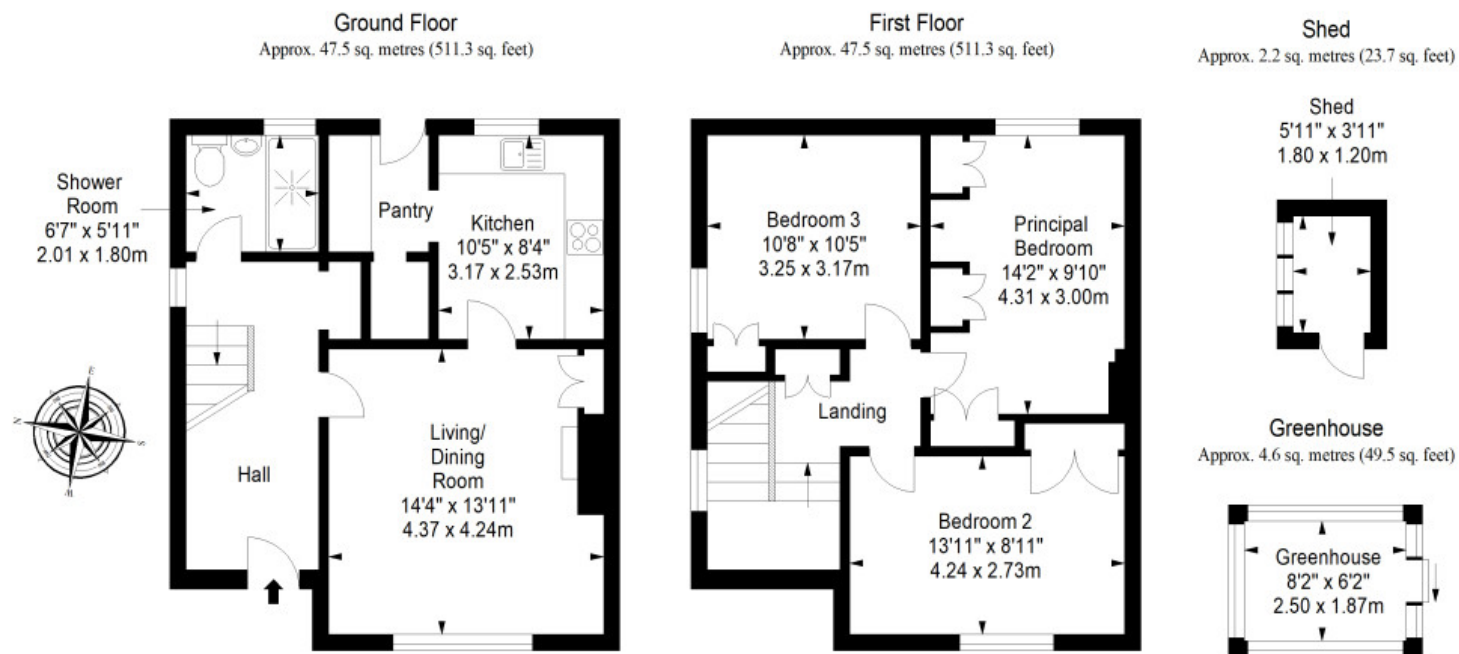 Ground Floor
Approx. 47.5 sq. metres (511.3 sq. feet)
Shower
Room
6'7" x 5'11"
2.01 x 1.80m
Pantry
Kitchen
10'5" x 8'4"
3.17 x 2.53m
Hall
Living/
Dining
Room
14'4" x 13'11"
4.37 x 4.24m
N
E
S
W
First Floor
Approx. 47.5 sq. metres (511.3 sq. feet)
Bedroom 3
10'8" x 10'5"
3.25 x 3.17m
Principal
Bedroom
14'2" x 9'10"
4.31 x 3.00m
Landing
Bedroom 2
13'11" x 8'11"
4.24 x 2.73m
Shed
Approx. 2.2 sq. metres (23.7 sq. feet)
Shed
5'11" x 3'11"
1.80 x 1.20m
Greenhouse
Approx. 4.6 sq. metres (49.5 sq. feet)
Greenhouse
8'2" x 6'2"
2.50 x 1.87m